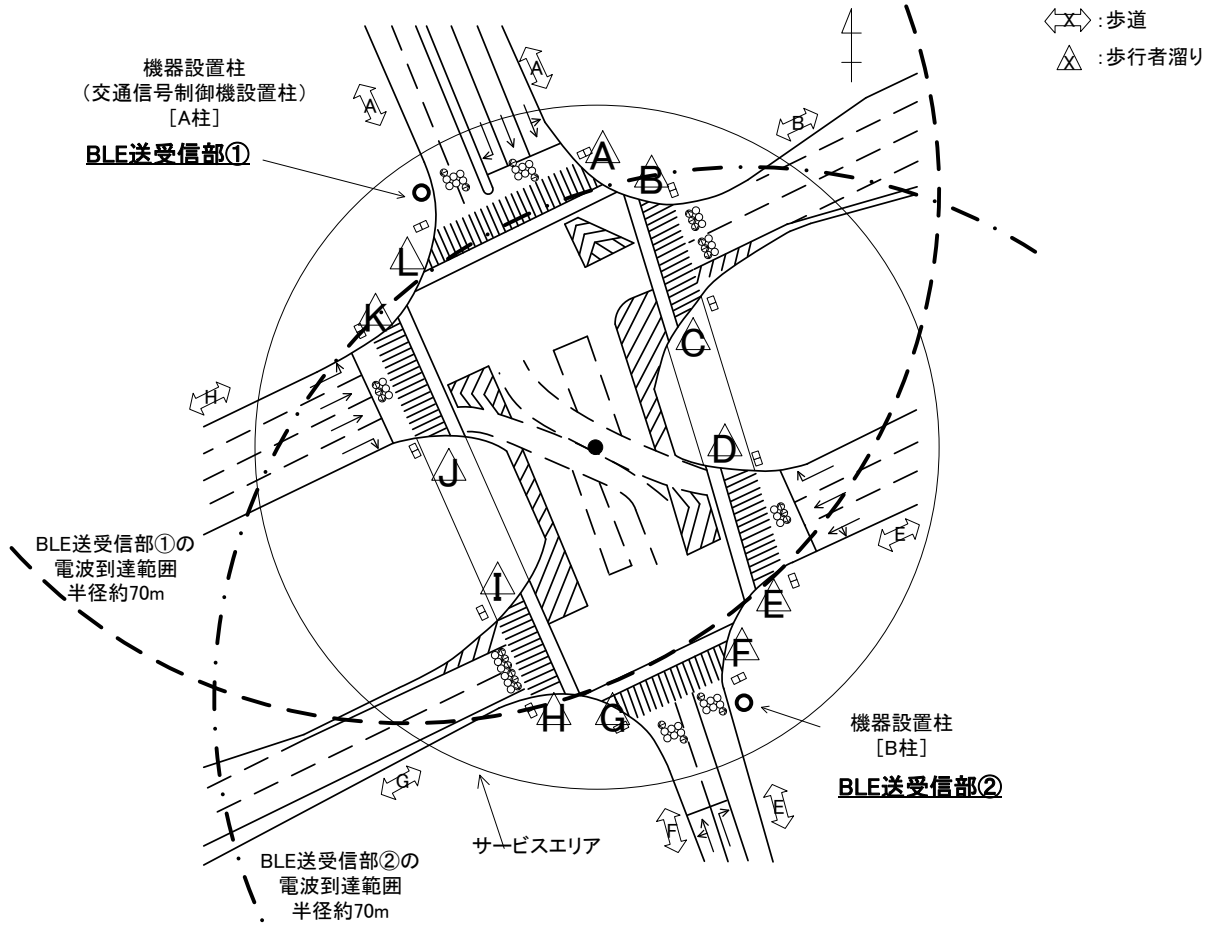 X :歩道
X :歩行者溜り
機器設置柱
(交通信号制御機設置柱)
[A柱]
BLE送受信部①
A
A
B
A
B
L
K
C
H
D
J
E
BLE送受信部①の
電波到達範囲
半径約70m
I
E
F
H
G
機器設置柱
[B柱]
BLE送受信部②
G
E
F
サービスエリア
BLE送受信部②の
電波到達範囲
半径約70m